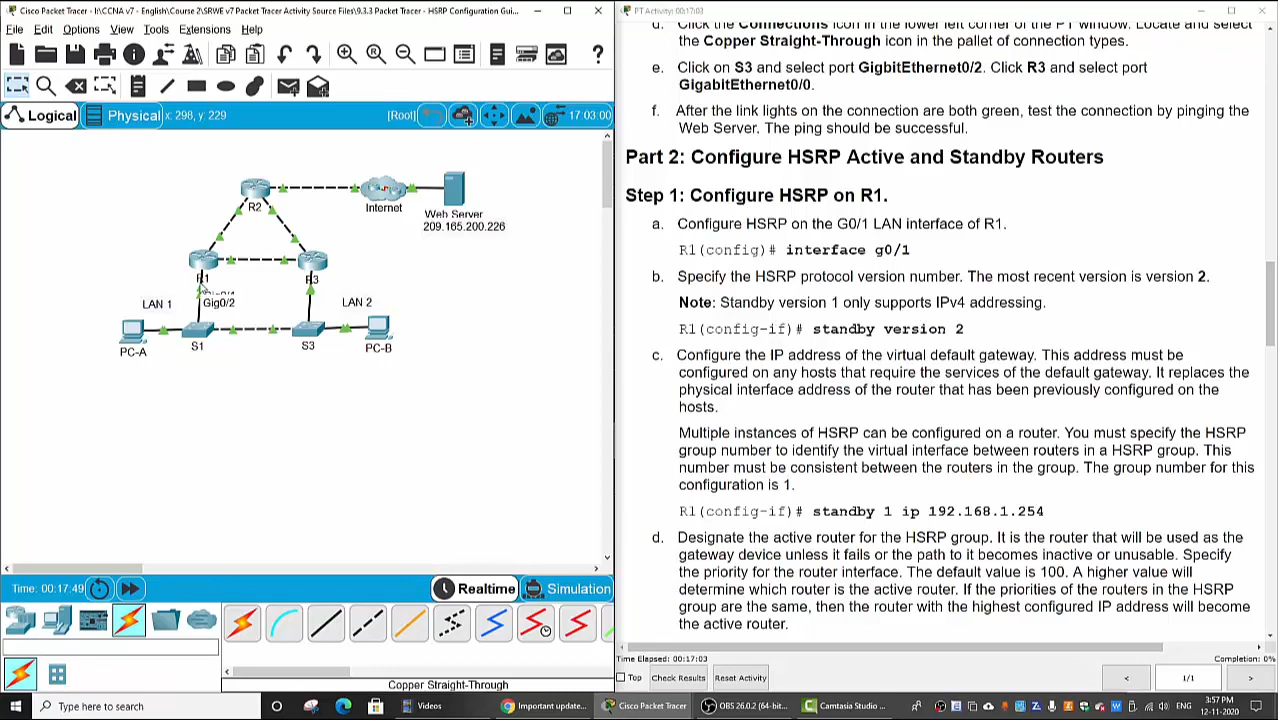 Cisco Packet Tracer - I:\CCNA v7 - English\Course 2\SRWE v7 Packet Tracer Activity Source Files\9.3.3 Packet Tracer - HSRP Configuration Gui...
File Edit Options View Tools Extensions Help
Logical Physical x: 298, y: 229 [Root] 17:03:00
R2
Internet
Web Server
209.165.200.226
R1
R3
Gig0/2
LAN 1
LAN 2
PC-A
S1
S3
PC-B
Time: 17:17:49
Realtime Simulation
Copper Straight-Through
PT Activity: 00:17:03
d. Click the Connections icon in the lower left corner of the PT window. Locate and select
the Copper Straight-Through icon in the pallet of connection types.
e. Click on S3 and select port GigbitEthernet0/2. Click R3 and select port
GigabitEthernet0/0.
f. After the link lights on the connection are both green, test the connection by pinging the
Web Server. The ping should be successful.
Part 2: Configure HSRP Active and Standby Routers
Step 1: Configure HSRP on R1.
a. Configure HSRP on the G0/1 LAN interface of R1.
R1(config)# interface g0/1
b. Specify the HSRP protocol version number. The most recent version is version 2.
Note: Standby version 1 only supports IPv4 addressing.
R1(config-if)# standby version 2
c. Configure the IP address of the virtual default gateway. This address must be
configured on any hosts that require the services of the default gateway. It replaces the
physical interface address of the router that has been previously configured on the
hosts.
Multiple instances of HSRP can be configured on a router. You must specify the HSRP
group number to identify the virtual interface between routers in a HSRP group. This
number must be consistent between the routers in the group. The group number for this
configuration is 1.
R1(config-if)# standby 1 ip 192.168.1.254
d. Designate the active router for the HSRP group. It is the router that will be used as the
gateway device unless it fails or the path to it becomes inactive or unusable. Specify
the priority for the router interface. The default value is 100. A higher value will
determine which router is the active router. If the priorities of the routers in the HSRP
group are the same, then the router with the highest configured IP address will become
the active router.
Time Elapsed: 00:17:03 Completion: 0%
Top Check Results Reset Activity < 1/1 >
Type here to search Videos Important update... Cisco Packet Tracer OBS 26.0.2 (64-bit... Camtasia Studio ... ENG 3:57 PM
12-11-2020